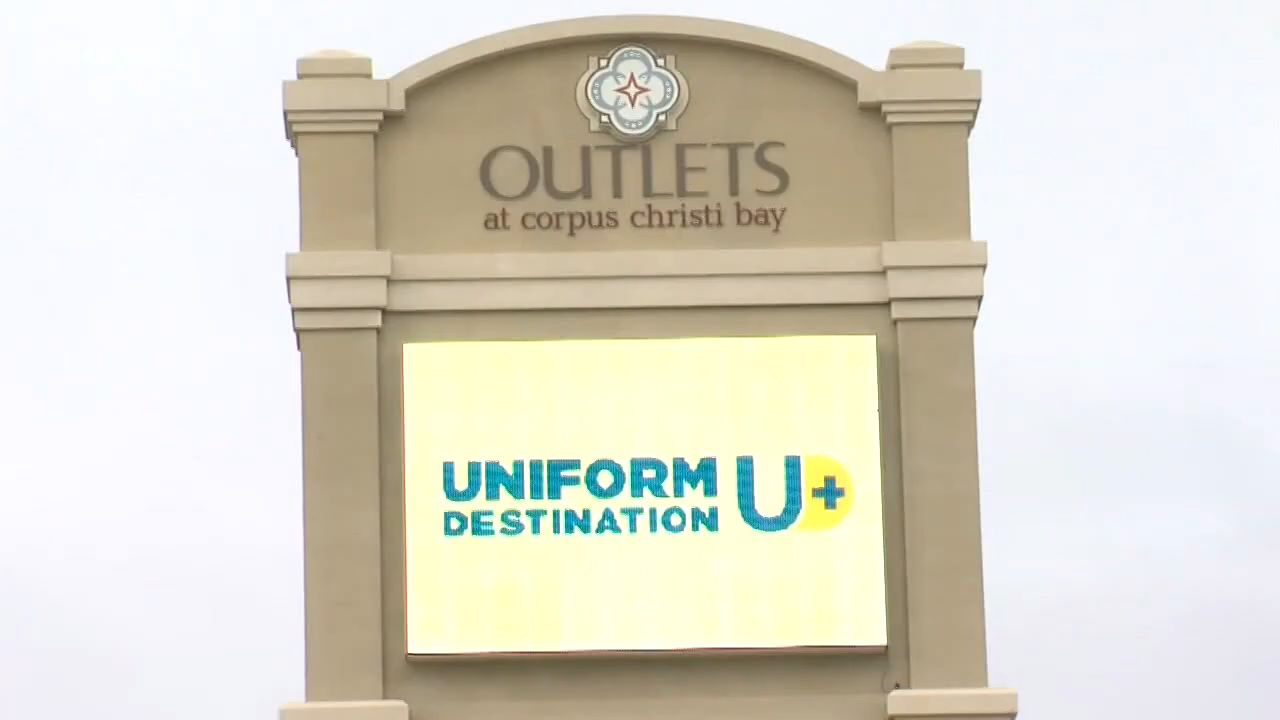 OUTLETS
at corpus christi bay
UNIFORM
DESTINATION
U+